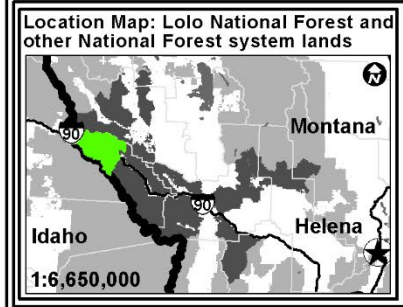 Location Map: Lolo National Forest and
other National Forest system lands
N
90
Montana
90
Idaho
Helena
1:6,650,000